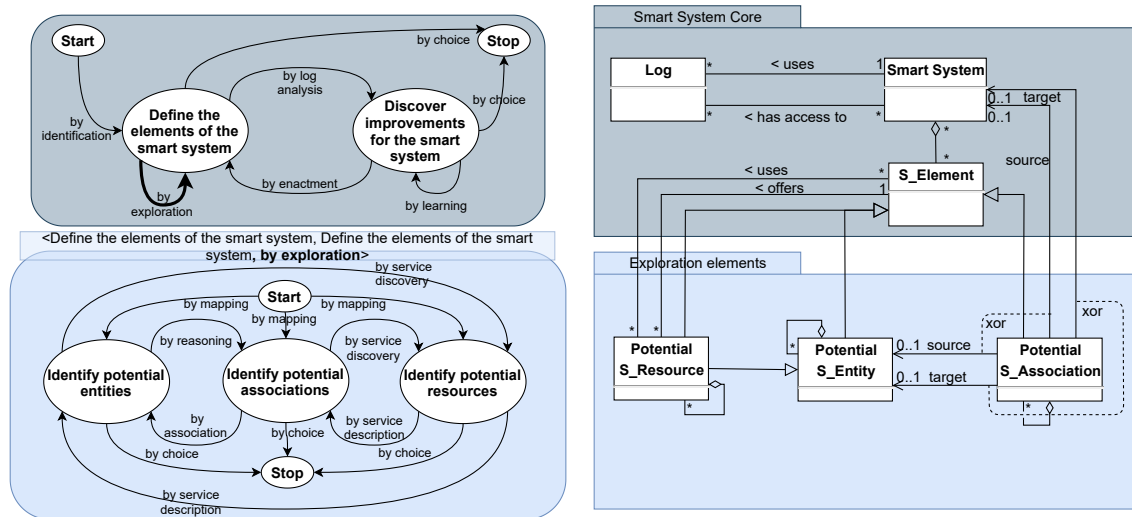 Start
by choice
Stop
by log
analysis
by choice
Define the
elements of the
smart system
Discover
improvements
for the smart
system
by
identification
by enactment
by
exploration
by learning
<Define the elements of the smart system, Define the elements of the smart
system, by exploration>
by service
discovery
Start
by mapping
by mapping
by mapping
by reasoning
by service
discovery
Identify potential
entities
Identify potential
associations
Identify potential
resources
by
association
by service
description
by choice
by choice
by choice
Stop
by service
description
Smart System Core
Log
* < uses 1
Smart System
* < has access to *
0..1 target
0..1
*
source
< uses *
< offers 1
S_Element
Exploration elements
xor
xor
* *
*
Potential
S_Resource
*
Potential
S_Entity
0..1 source
0..1 target
Potential
S_Association
*